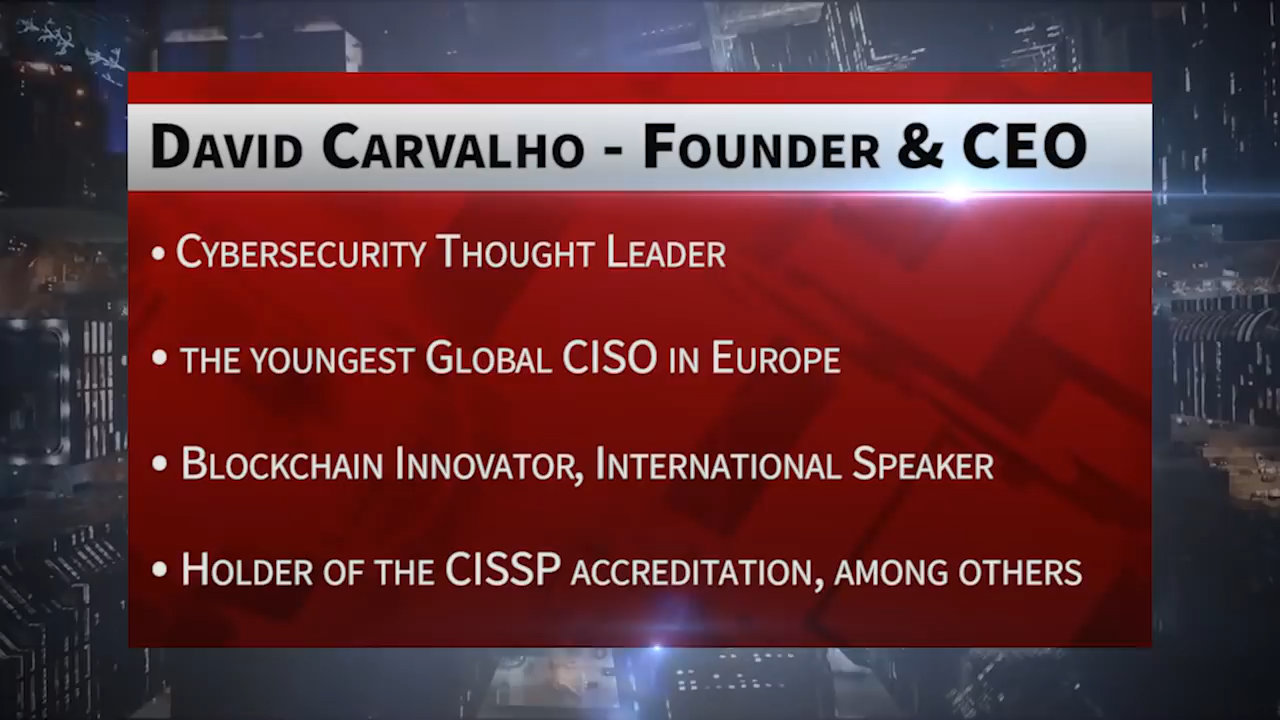 David Carvalho - Founder & CEO
• Cybersecurity Thought Leader
• the youngest Global CISO in Europe
• Blockchain Innovator, International Speaker
• Holder of the CISSP accreditation, among others